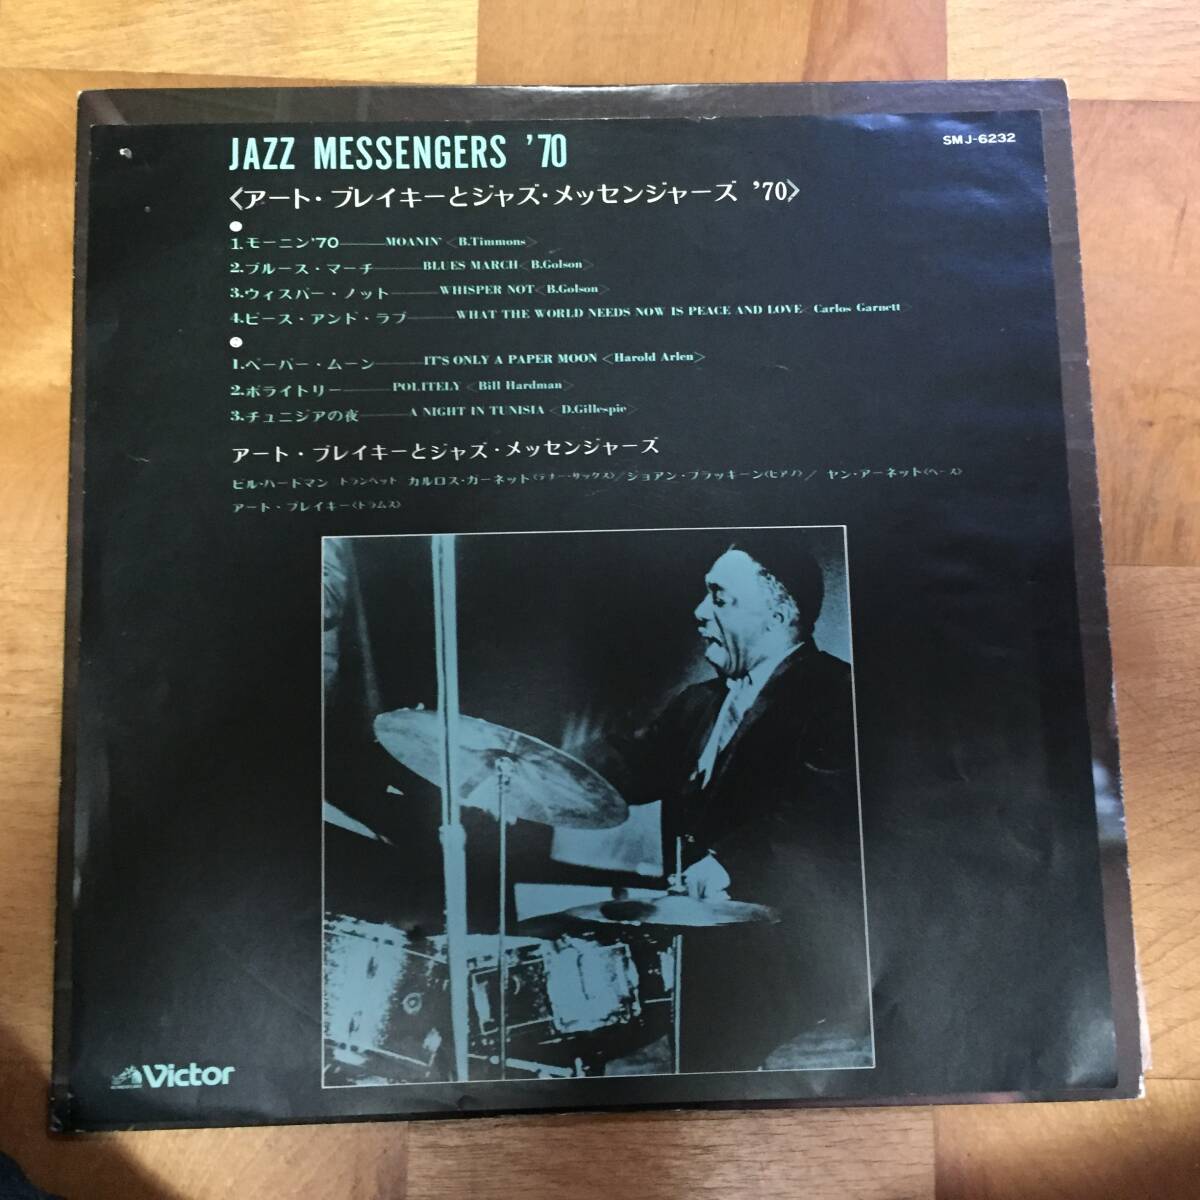 JAZZ MESSENGERS '70
SMJ-6232
〈アート・ブレイキーとジャズ・メッセンジャーズ '70〉
1.モーニン'70——MOANIN'〈B.Timmons〉
2.ブルース・マーチ——BLUES MARCH〈B.Golson〉
3.ウィスパー・ノット——WHISPER NOT〈B.Golson〉
4.ピース・アンド・ラブ——WHAT THE WORLD NEEDS NOW IS PEACE AND LOVE〈Carlos Garnett〉
1.ペーパー・ムーン——IT'S ONLY A PAPER MOON〈Harold Arlen〉
2.ポライトリー——POLITELY〈Bill Hardman〉
3.チュニジアの夜——A NIGHT IN TUNISIA〈D.Gillespie〉
アート・ブレイキーとジャズ・メッセンジャーズ
ビル・ハードマン〈トランペット〉カルロス・ガーネット〈テナー・サックス〉／ジョアン・ブラッキーン〈ピアノ〉／ヤン・アーネット〈ベース〉
アート・ブレイキー〈ドラムス〉
Victor